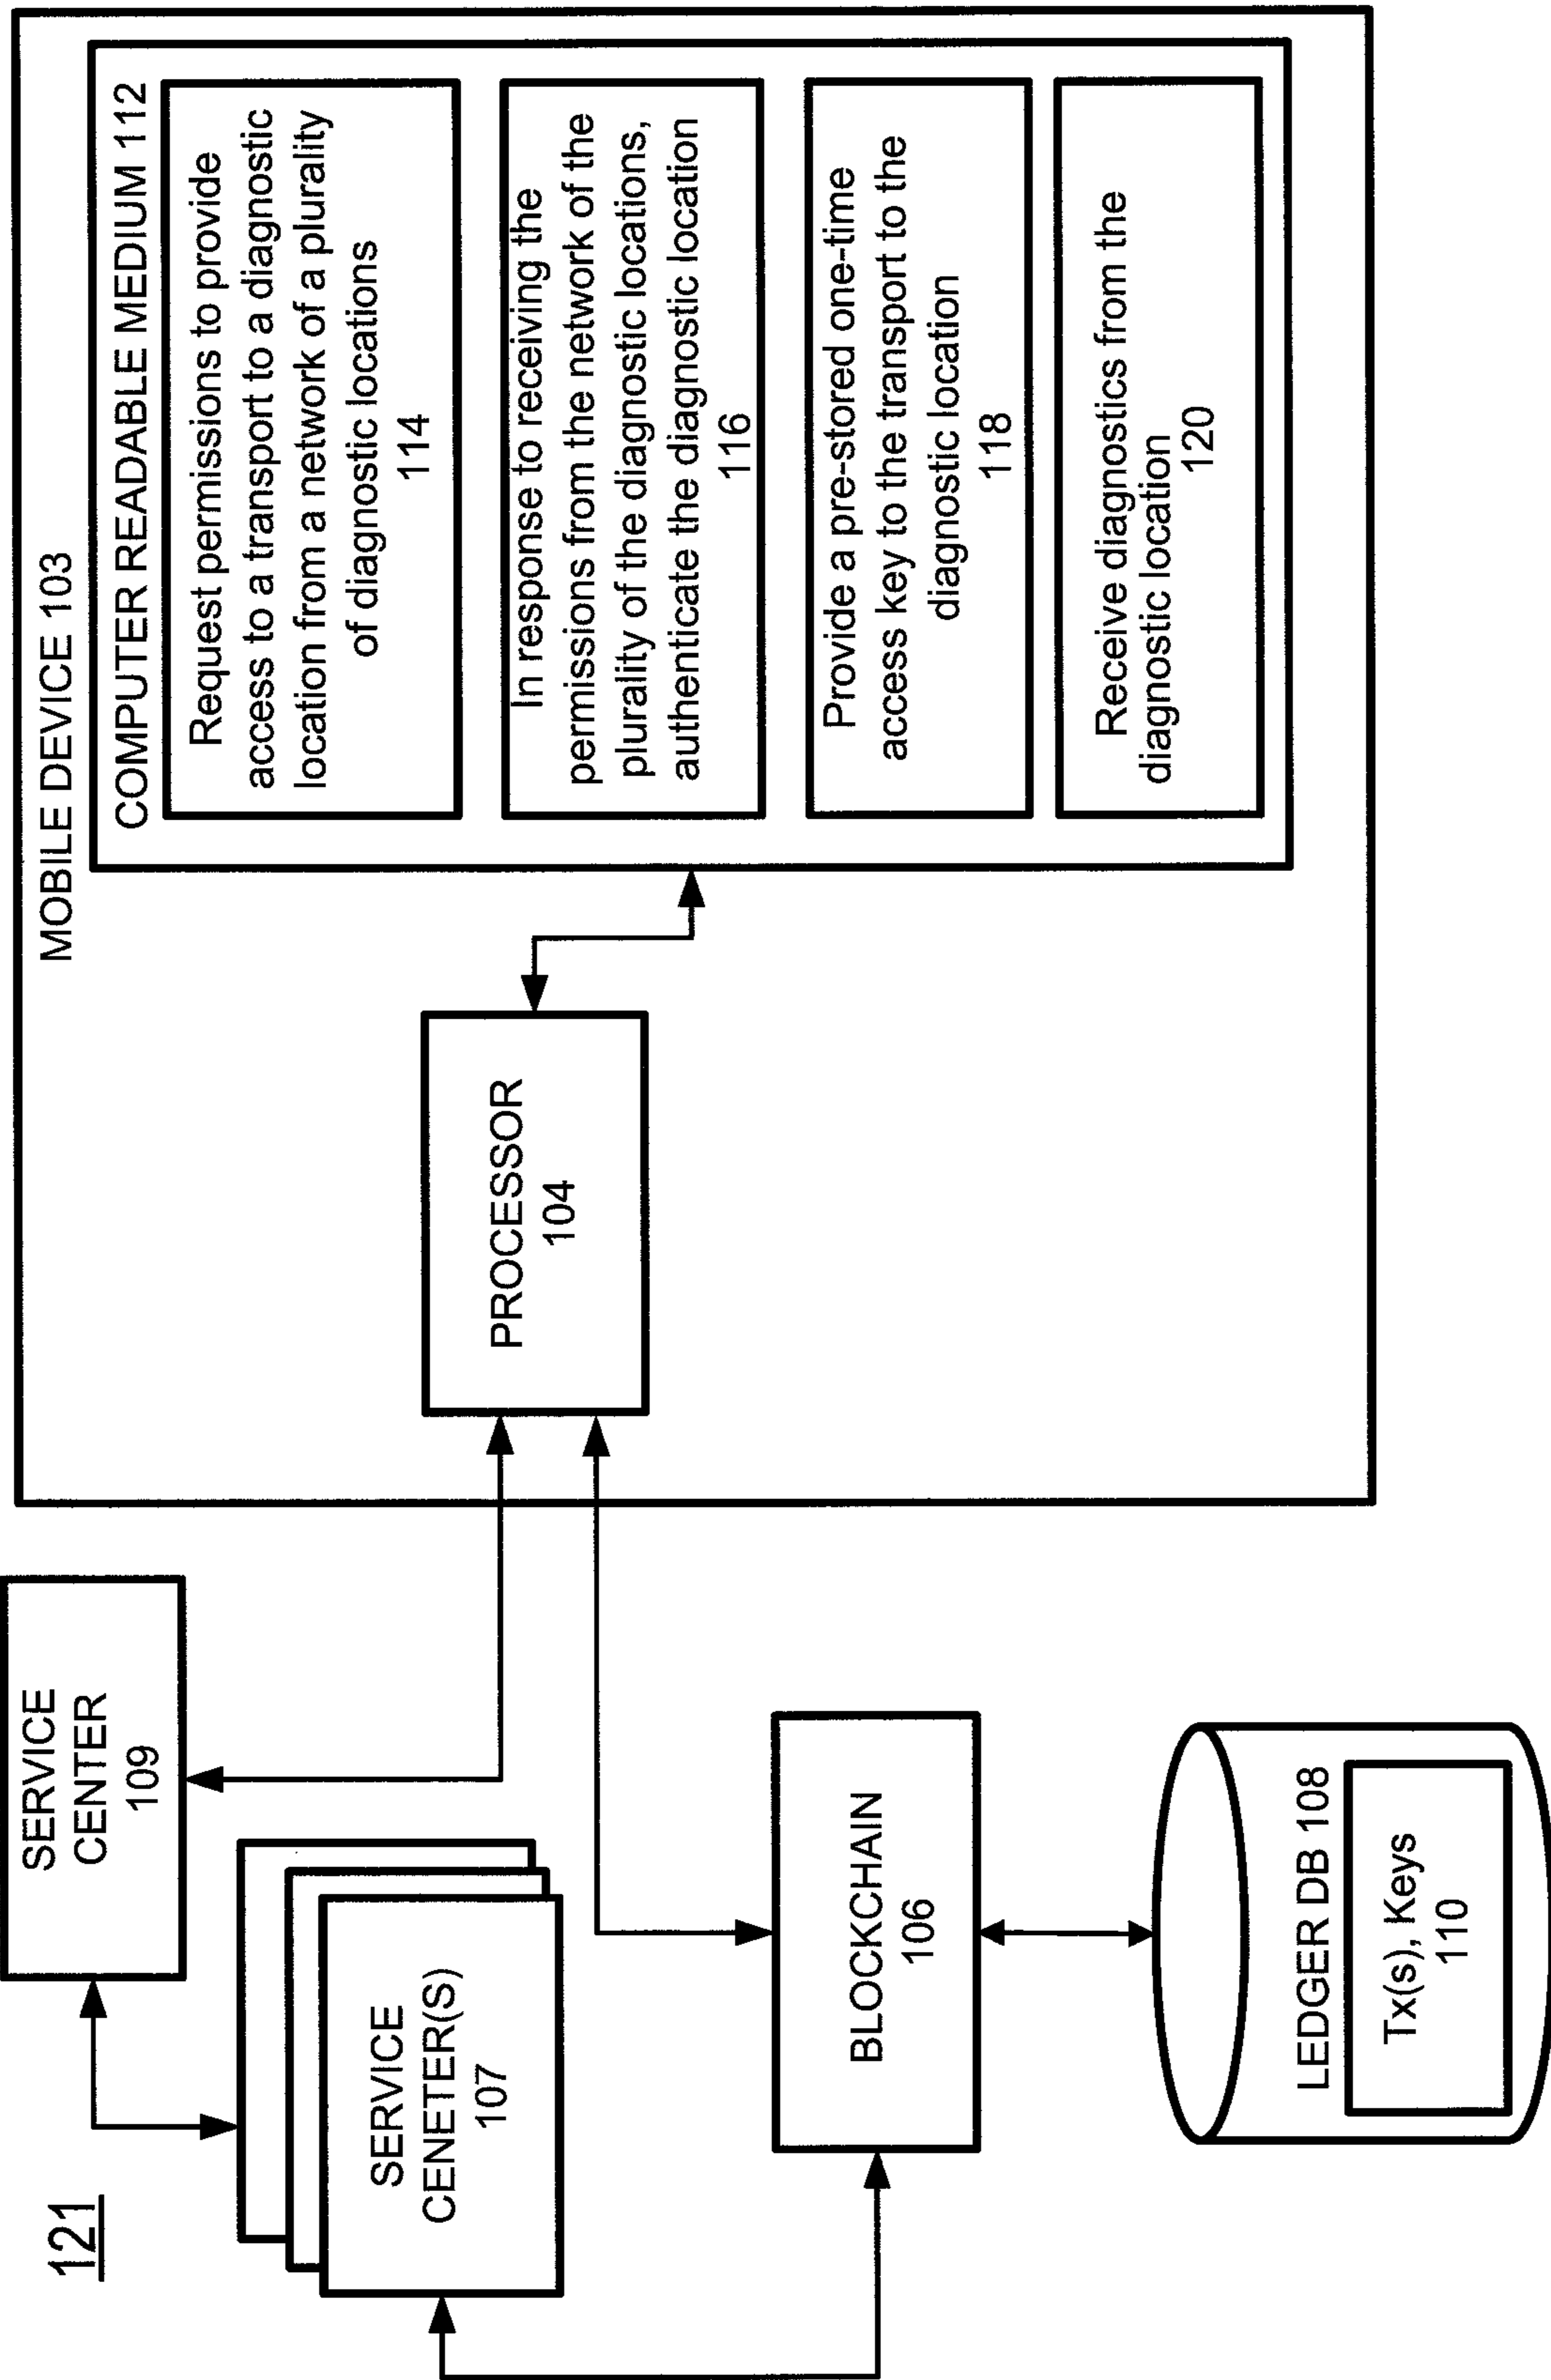 121
SERVICE
CENTER
109
SERVICE
CENETER(S)
107
BLOCKCHAIN
106
LEDGER DB 108
Tx(s), Keys
110
MOBILE DEVICE 103
PROCESSOR
104
COMPUTER READABLE MEDIUM 112
Request permissions to provide
access to a transport to a diagnostic
location from a network of a plurality
of diagnostic locations
114
In response to receiving the
permissions from the network of the
plurality of the diagnostic locations,
authenticate the diagnostic location
116
Provide a pre-stored one-time
access key to the transport to the
diagnostic location
118
Receive diagnostics from the
diagnostic location
120